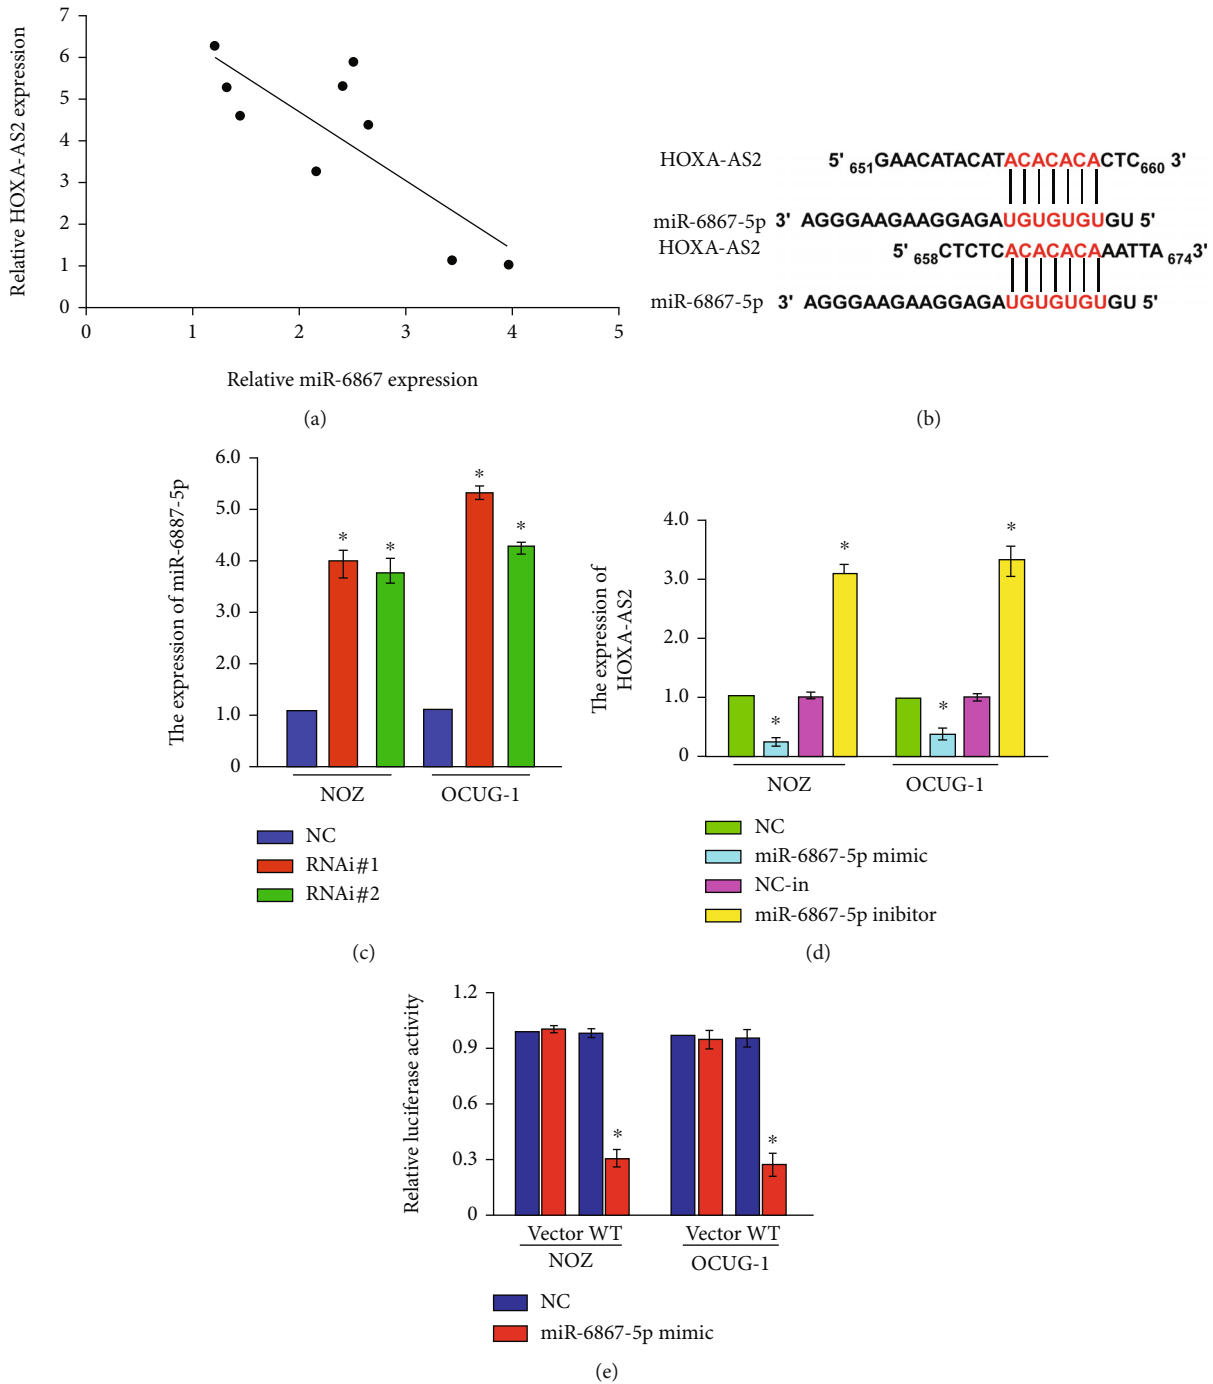 7
6
5
4
3
2
1
0
Relative HOXA-AS2 expression
0 1 2 3 4 5
Relative miR-6867 expression
(a)
HOXA-AS2 5' 651GAACATACATACACACACTC660 3'
miR-6867-5p 3' AGGGAAGAAGGAGAUGUGUGUGU 5'
HOXA-AS2 5' 658CTCTCACACACAAATTA 674 3'
miR-6867-5p 3' AGGGAAGAAGGAGAUGUGUGUGU 5'
(b)
6.0
5.0
4.0
3.0
2.0
1.0
0
The expression of miR-6887-5p
* * * *
NOZ OCUG-1
NC
RNAi#1
RNAi#2
(c)
4.0
3.0
2.0
1.0
0
The expression of
HOXA-AS2
* * * *
NOZ OCUG-1
NC
miR-6867-5p mimic
NC-in
miR-6867-5p inibitor
(d)
1.2
0.9
0.6
0.3
0
Relative luciferase activity
* *
Vector WT Vector WT
NOZ OCUG-1
NC
miR-6867-5p mimic
(e)